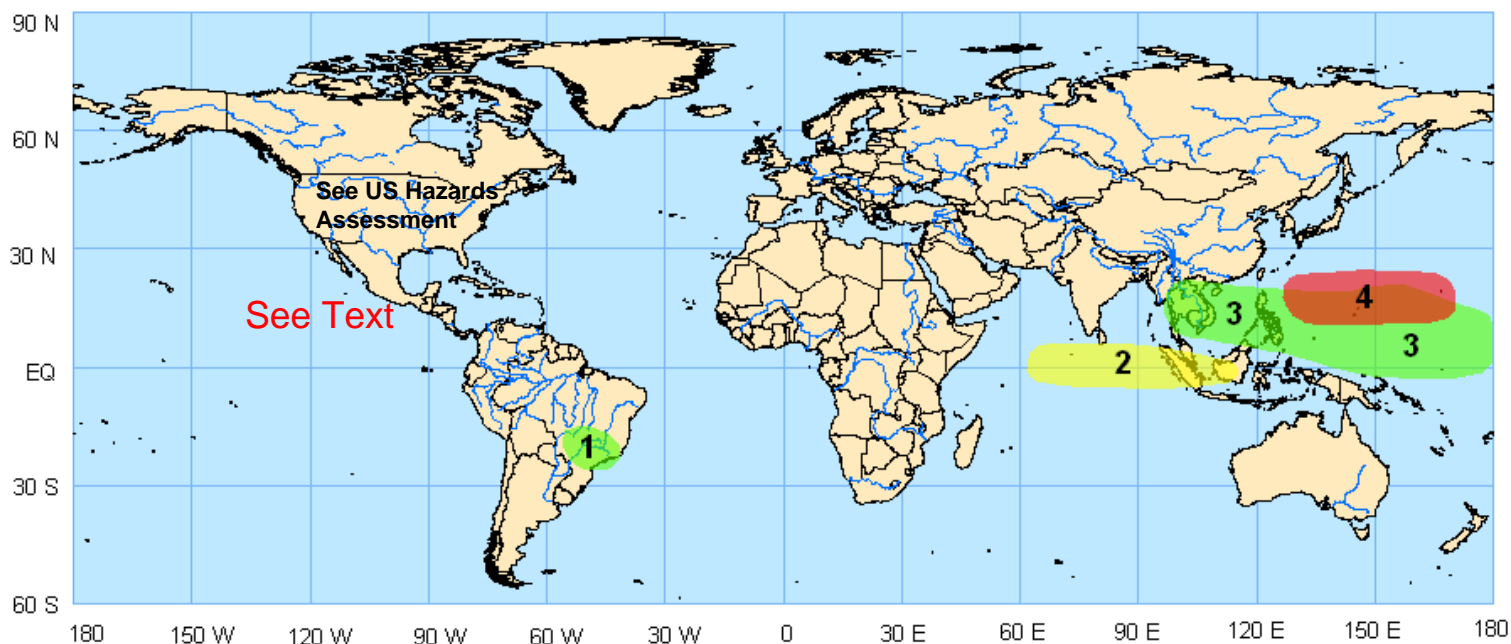 90 N
60 N
See US Hazards
Assessment
30 N
See Text
4
3
3
2
EQ
1
30 S
60 S
180 150 W 120 W 90 W 60 W 30 W 0 30 E 60 E 90 E 120 E 150 E 180